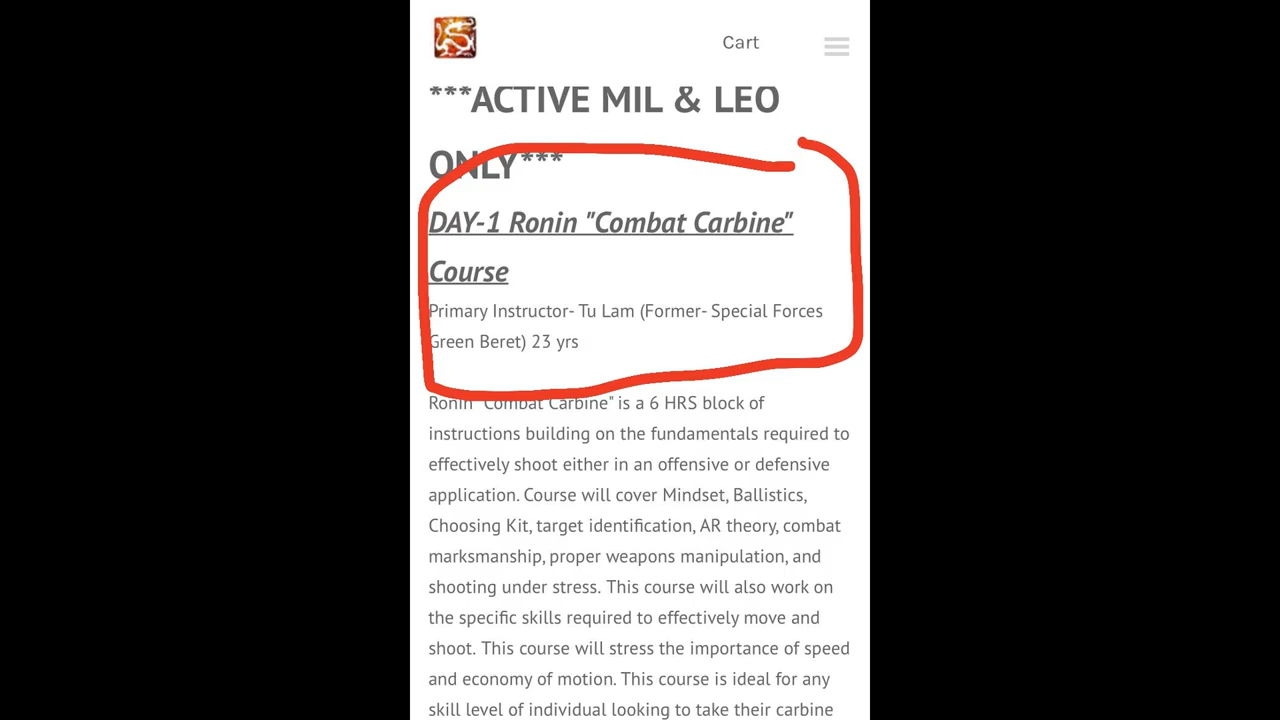 Cart
***ACTIVE MIL & LEO
ONLY***
DAY-1 Ronin "Combat Carbine"
Course
Primary Instructor- Tu Lam (Former- Special Forces
Green Beret) 23 yrs
Ronin "Combat Carbine" is a 6 HRS block of
instructions building on the fundamentals required to
effectively shoot either in an offensive or defensive
application. Course will cover Mindset, Ballistics,
Choosing Kit, target identification, AR theory, combat
marksmanship, proper weapons manipulation, and
shooting under stress. This course will also work on
the specific skills required to effectively move and
shoot. This course will stress the importance of speed
and economy of motion. This course is ideal for any
skill level of individual looking to take their carbine